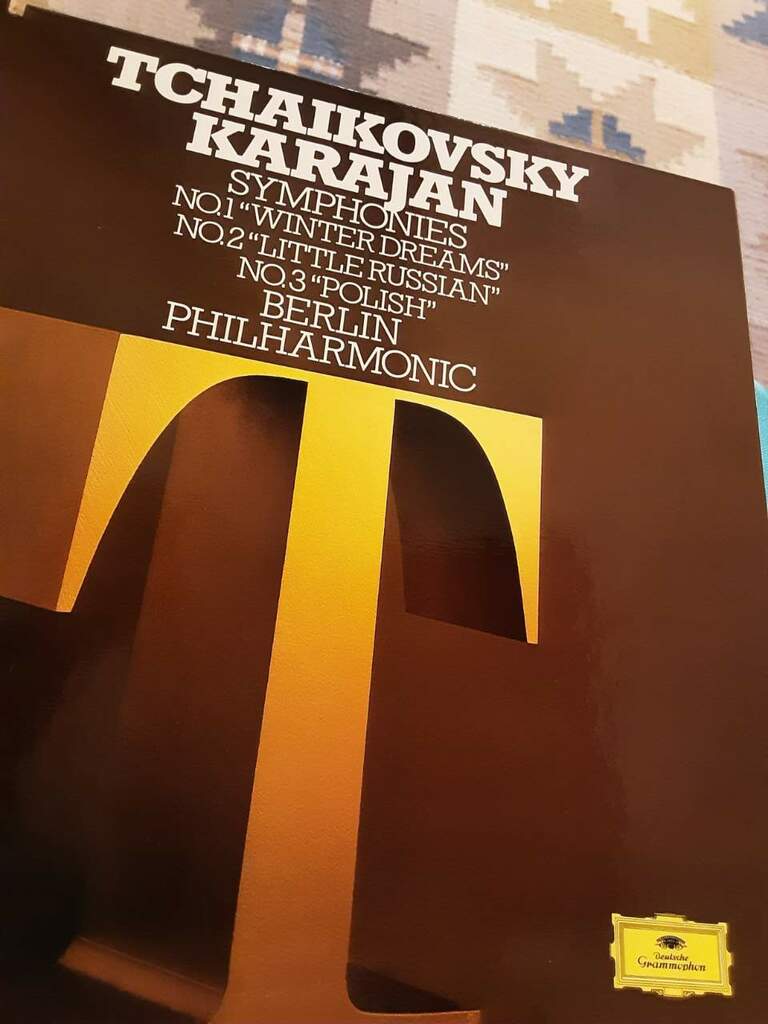 TCHAIKOVSKY
KARAJAN
SYMPHONIES
NO.1 “WINTER DREAMS”
NO.2 “LITTLE RUSSIAN”
NO.3 “POLISH”
BERLIN
PHILHARMONIC
T
Deutsche
Grammophon